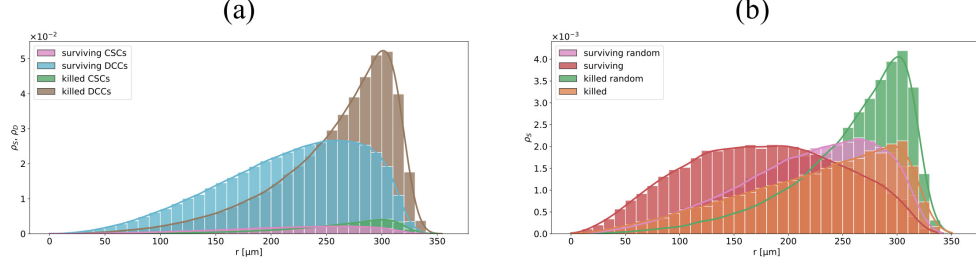 (a)
×10⁻²
surviving CSCs
surviving DCCs
killed CSCs
killed DCCs
5
4
3
2
1
0
ρS, ρD
0 50 100 150 200 250 300 350
r [μm]
(b)
×10⁻³
surviving random
surviving
killed random
killed
4.0
3.5
3.0
2.5
2.0
1.5
1.0
0.5
0.0
ρS
0 50 100 150 200 250 300 350
r [μm]